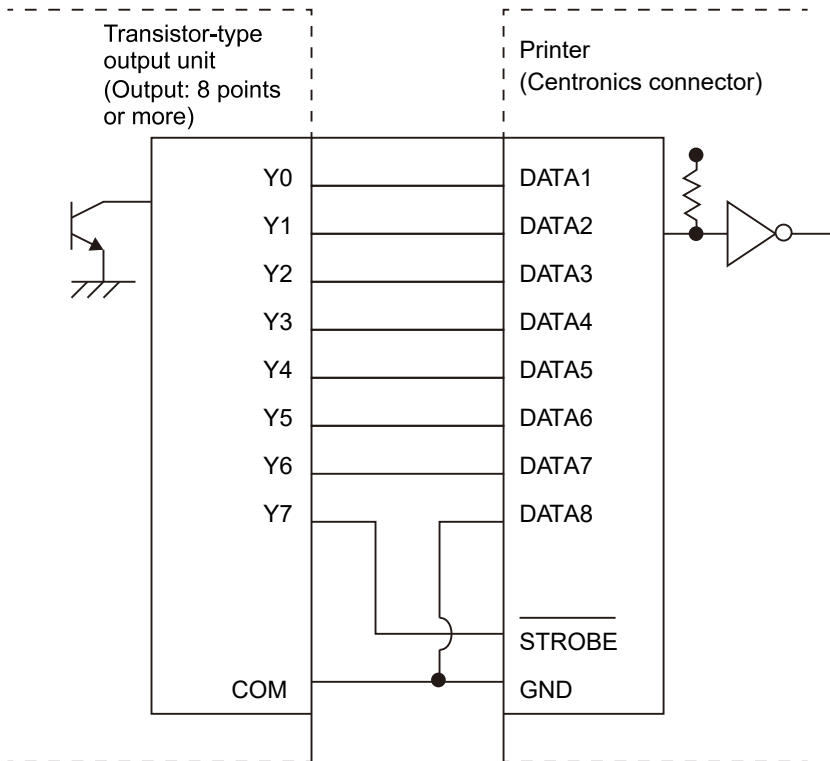 Transistor-type
output unit
(Output: 8 points
or more)
Printer
(Centronics connector)
Y0
DATA1
Y1
DATA2
Y2
DATA3
Y3
DATA4
Y4
DATA5
Y5
DATA6
Y6
DATA7
Y7
DATA8
STROBE
COM
GND